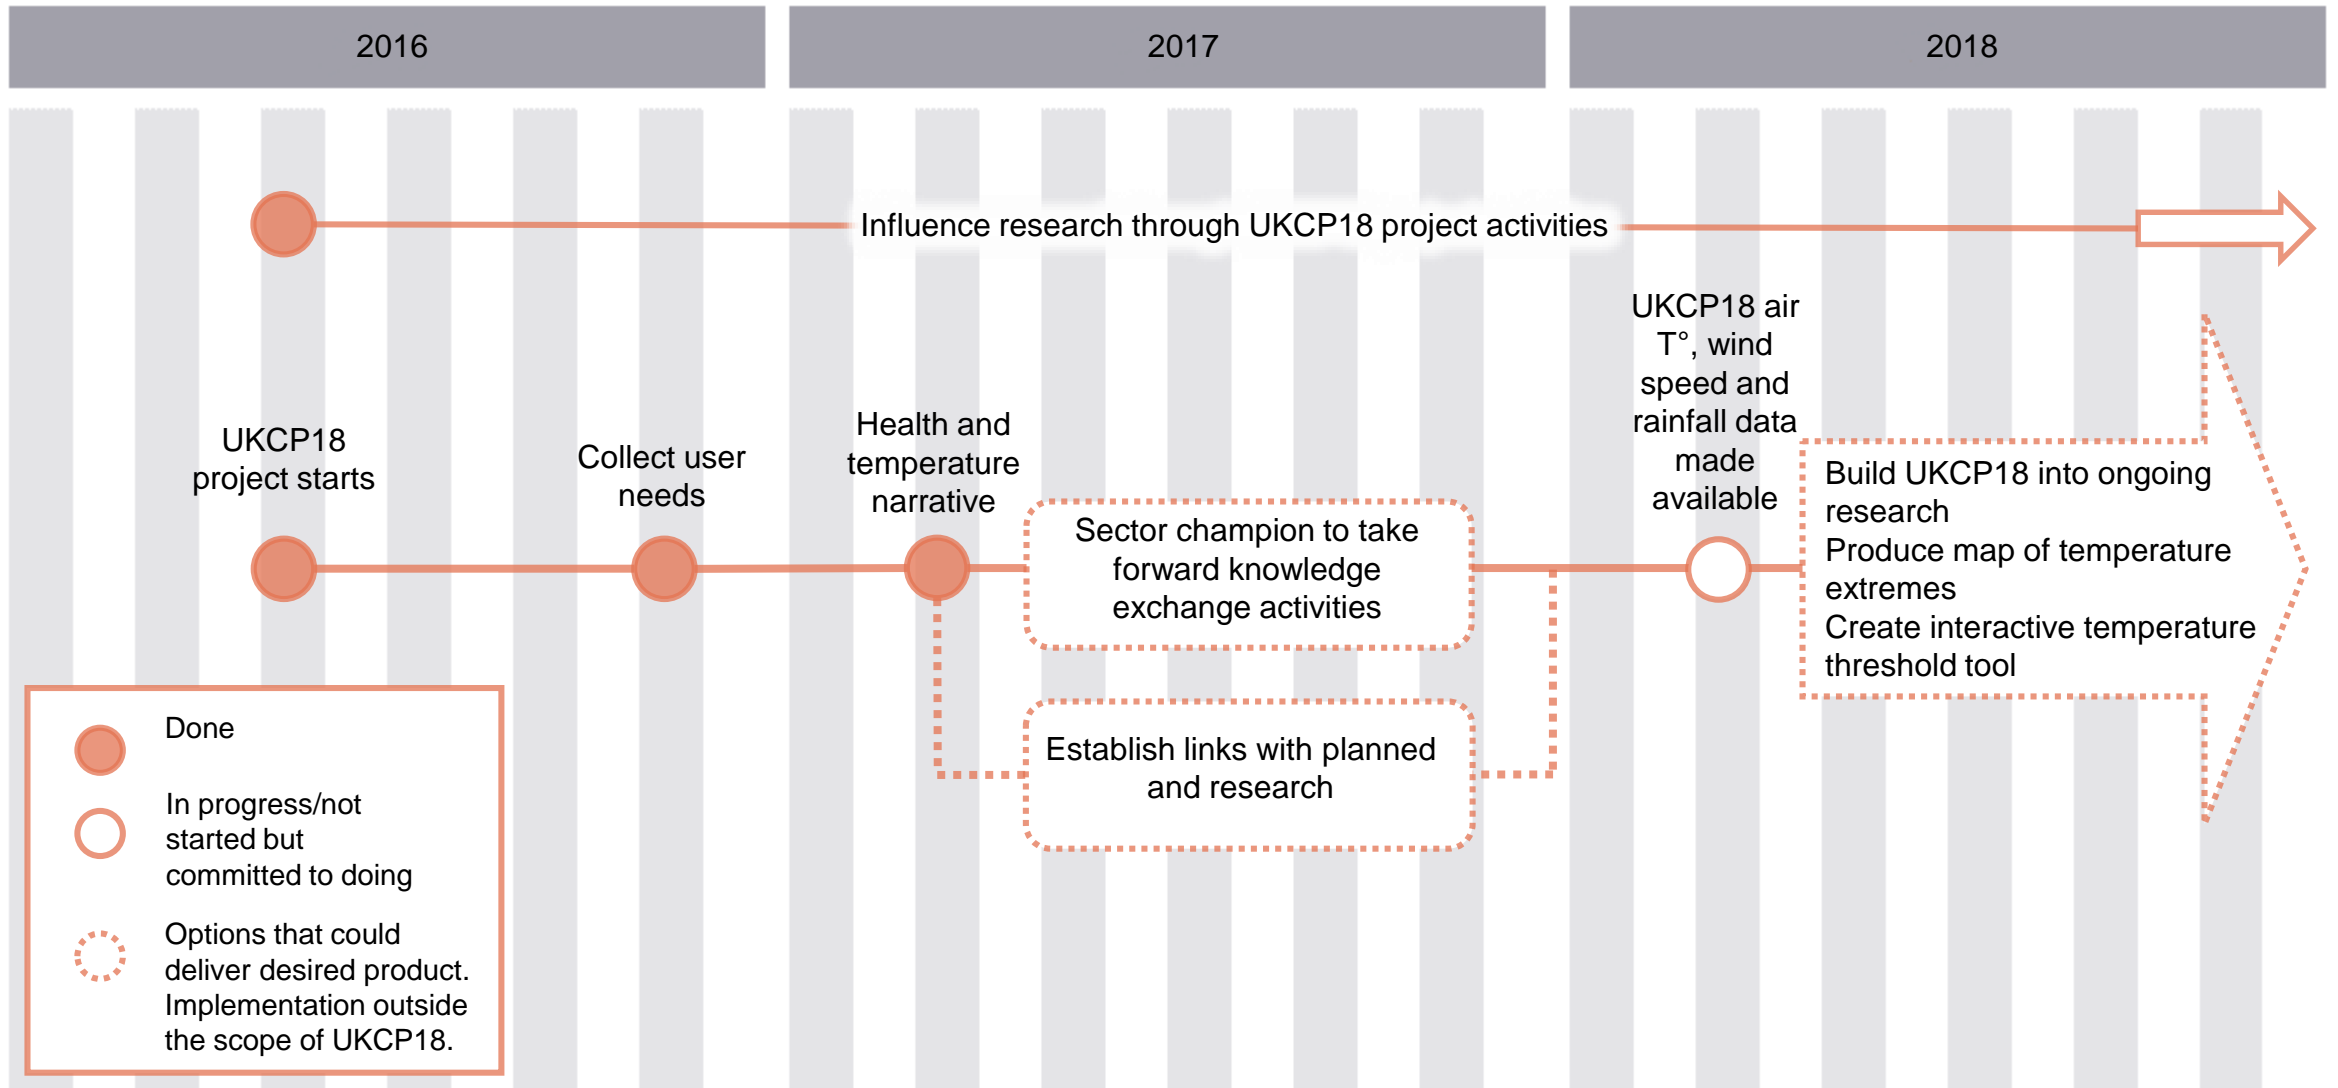 2016
2017
2018
Influence research through UKCP18 project activities
UKCP18
project starts
Collect user
needs
Health and
temperature
narrative
Sector champion to take
forward knowledge
exchange activities
Establish links with planned
and research
UKCP18 air
T°, wind
speed and
rainfall data
made
available
Build UKCP18 into ongoing
research
Produce map of temperature
extremes
Create interactive temperature
threshold tool
Done
In progress/not
started but
committed to doing
Options that could
deliver desired product.
Implementation outside
the scope of UKCP18.